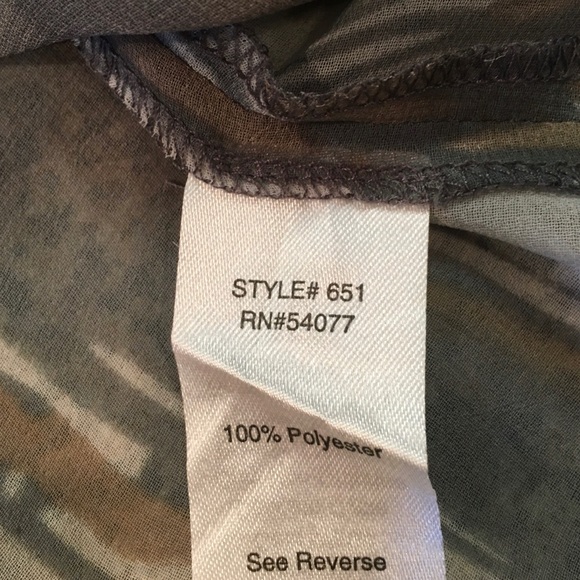 STYLE# 651
RN#54077
100% Polyester
See Reverse